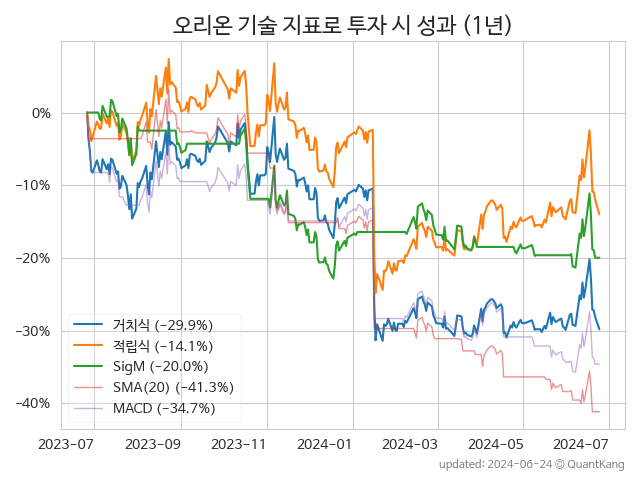 오리온 기술 지표로 투자 시 성과 (1년)
0%
−10%
−20%
−30%
−40%
거치식 (−29.9%)
적립식 (−14.1%)
SigM (−20.0%)
SMA(20) (−41.3%)
MACD (−34.7%)
2023-07
2023-09
2023-11
2024-01
2024-03
2024-05
2024-07
updated: 2024-06-24 © QuantKang